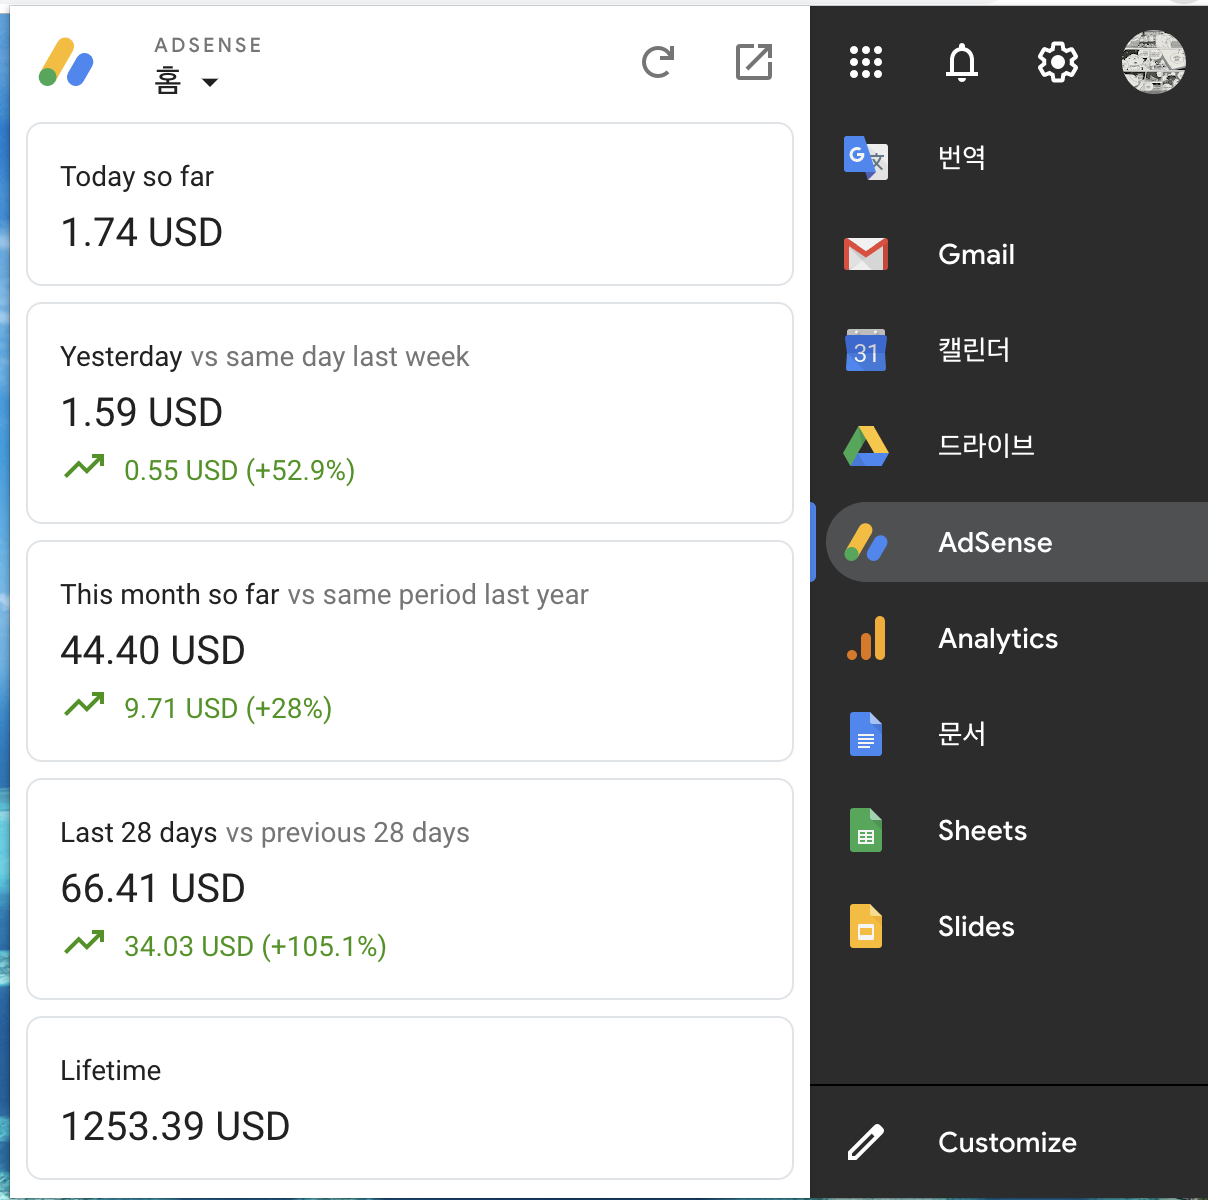 ADSENSE
홈
Today so far
1.74 USD
Yesterday vs same day last week
1.59 USD
0.55 USD (+52.9%)
This month so far vs same period last year
44.40 USD
9.71 USD (+28%)
Last 28 days vs previous 28 days
66.41 USD
34.03 USD (+105.1%)
Lifetime
1253.39 USD
G 文
번역
Gmail
31
캘린더
드라이브
AdSense
Analytics
문서
Sheets
Slides
Customize